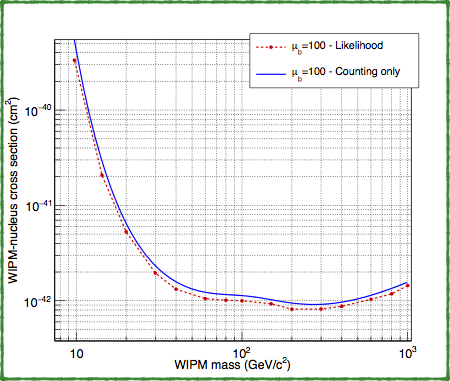 μb=100 - Likelihood
μb=100 - Counting only
WIPM-nucleus cross section (cm²)
10⁻⁴⁰
10⁻⁴¹
10⁻⁴²
10
10²
10³
WIPM mass (GeV/c²)